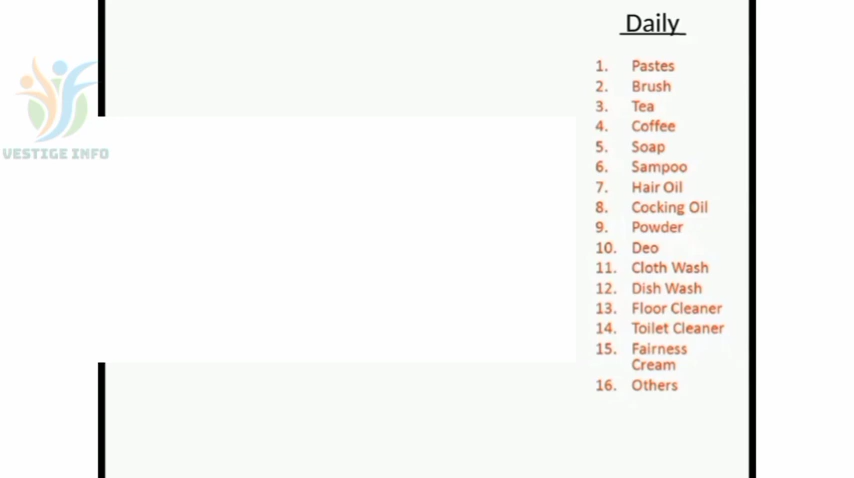 Daily
1. Pastes
2. Brush
3. Tea
4. Coffee
5. Soap
6. Sampoo
7. Hair Oil
8. Cocking Oil
9. Powder
10. Deo
11. Cloth Wash
12. Dish Wash
13. Floor Cleaner
14. Toilet Cleaner
15. Fairness
Cream
16. Others
VESTIGE INFO